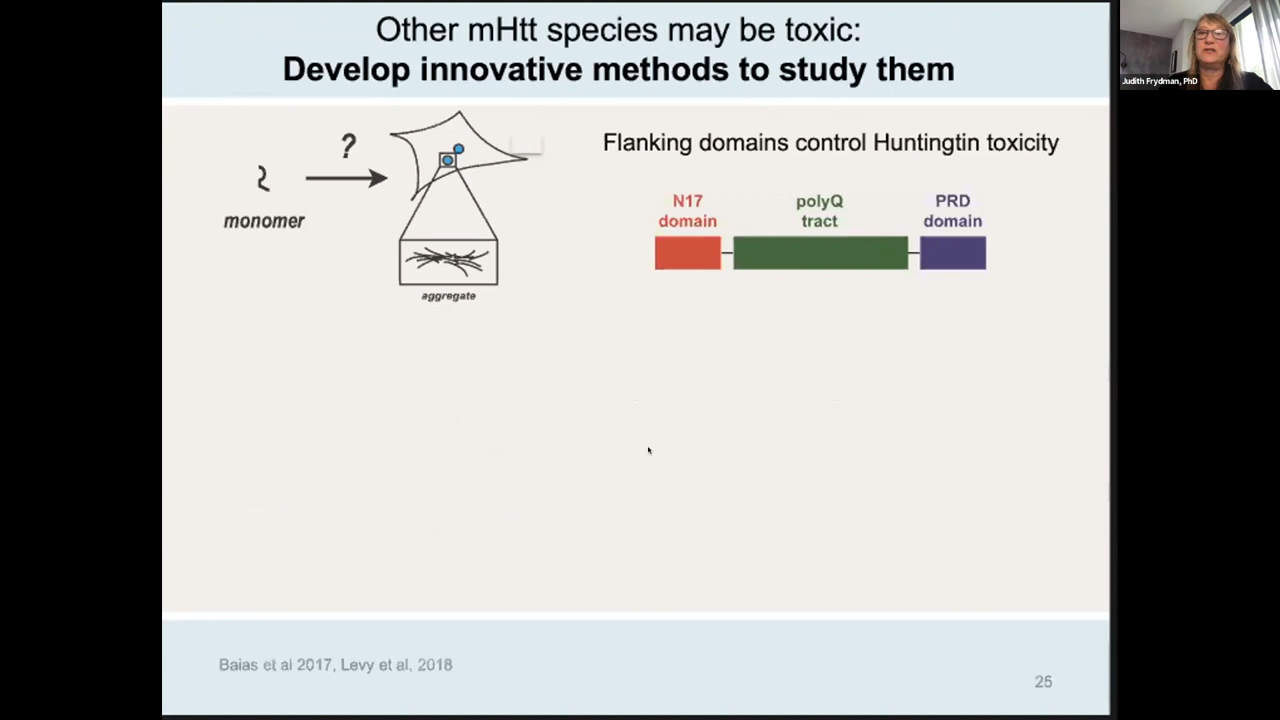 Other mHtt species may be toxic:
Develop innovative methods to study them
?
monomer
aggregate
Flanking domains control Huntingtin toxicity
N17
domain
polyQ
tract
PRD
domain
Baias et al 2017, Levy et al, 2018
25
Judith Frydman, PhD